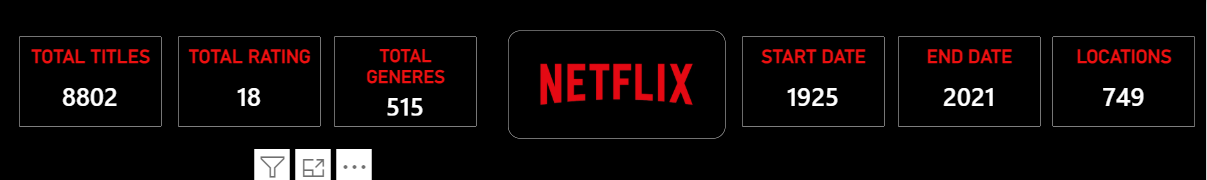 TOTAL TITLES
8802
TOTAL RATING
18
TOTAL
GENERES
515
NETFLIX
START DATE
1925
END DATE
2021
LOCATIONS
749